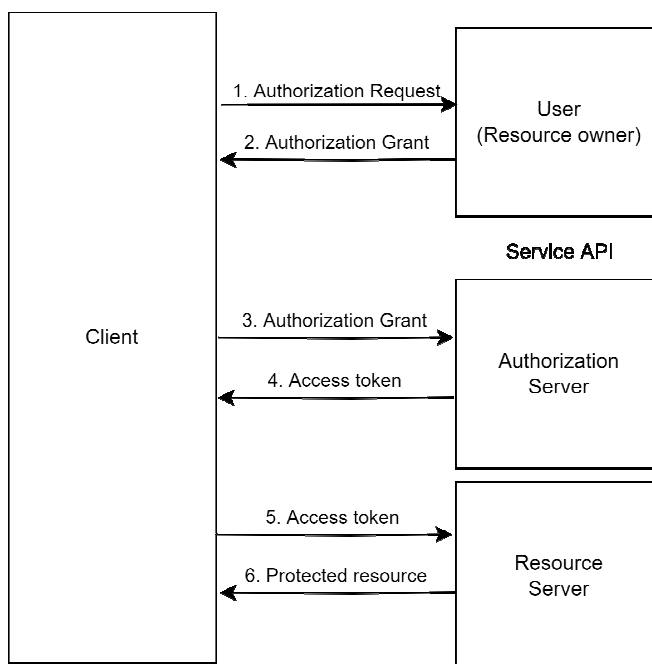 1. Authorization Request
User
(Resource owner)
2. Authorization Grant
Service API
Client
3. Authorization Grant
Authorization
Server
4. Access token
5. Access token
Resource
Server
6. Protected resource